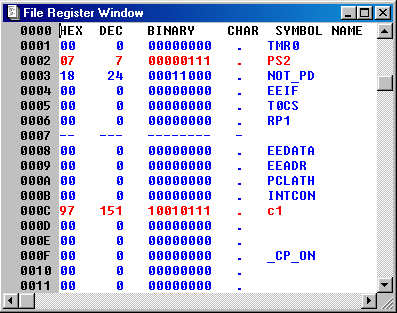 File Register Window
0000 HEX DEC BINARY CHAR SYMBOL NAME
0001 00 0 00000000 . TMR0
0002 07 7 00000111 . PS2
0003 18 24 00011000 . NOT_PD
0004 00 0 00000000 . EEIF
0005 00 0 00000000 . T0CS
0006 00 0 00000000 . RP1
0007 -- --- -------- -
0008 00 0 00000000 . EEDATA
0009 00 0 00000000 . EEADR
000A 00 0 00000000 . PCLATH
000B 00 0 00000000 . INTCON
000C 97 151 10010111 . c1
000D 00 0 00000000 .
000E 00 0 00000000 .
000F 00 0 00000000 . _CP_ON
0010 00 0 00000000 .
0011 00 0 00000000 .